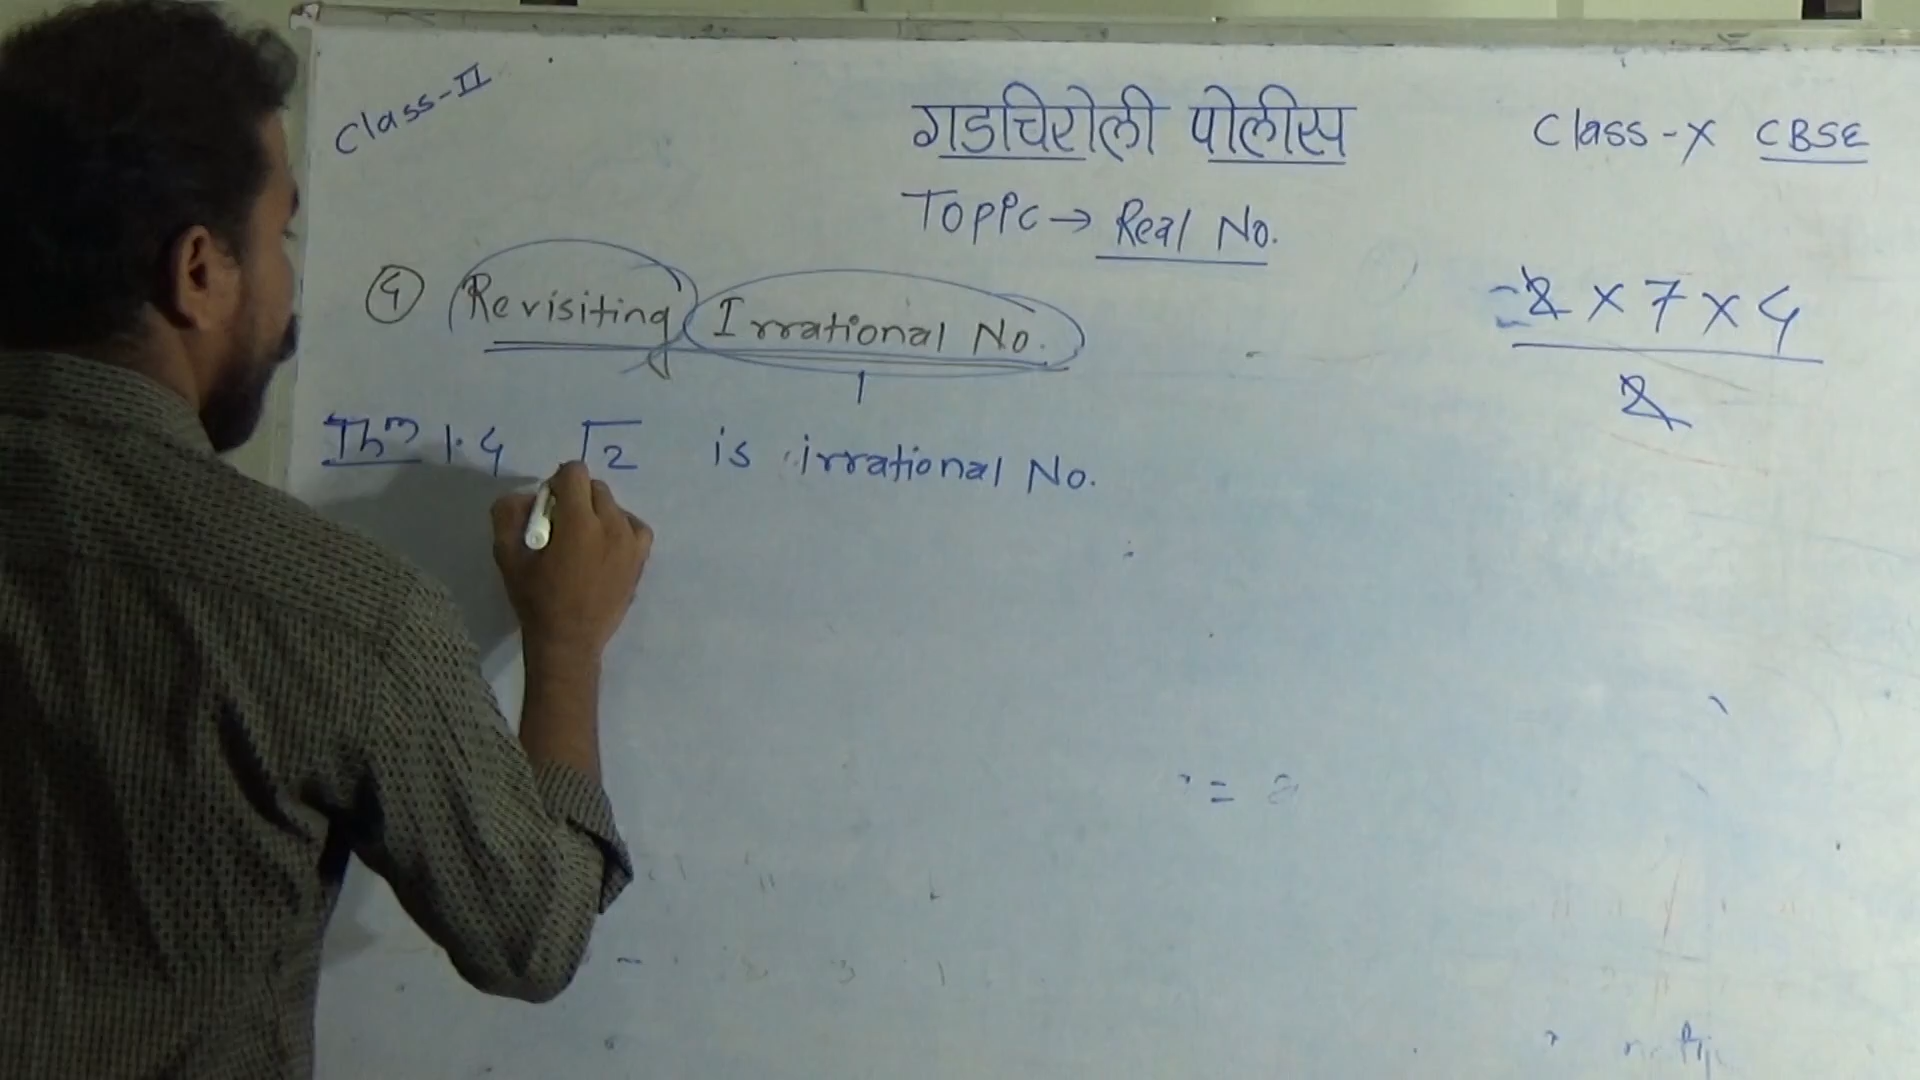 Class-II
गडचिरोली पोलीस
Class-X CBSE
Topic → Real No.
④ Revisiting Irrational No.
= 2 × 7 × 4
2
Thm 1.4 √2 is irrational No.